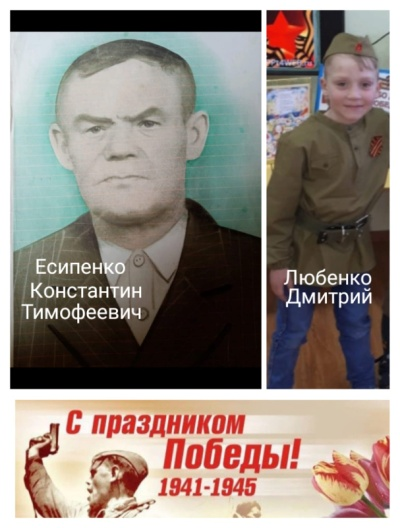 Есипенко
Константин
Тимофеевич
Любенко
Дмитрий
С праздником
Победы!
1941-1945